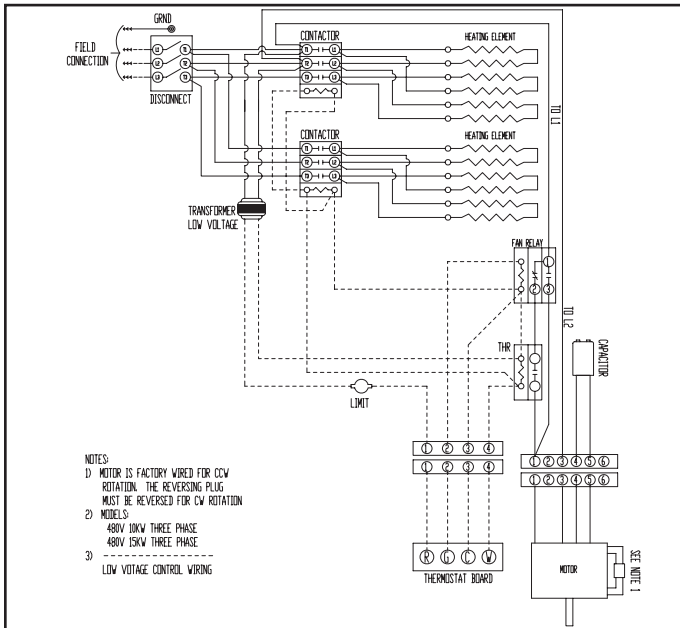 GRND
FIELD
CONNECTION
L1 T1
L2 T2
L3 T3
DISCONNECT
CONTACTOR
T1 L1
T2 L2
T3 L3
HEATING ELEMENT
CONTACTOR
T1 L1
T2 L2
T3 L3
HEATING ELEMENT
TO L1
TRANSFORMER
LOW VOLTAGE
FAN RELAY
1
2 3
TO L2
THR
CAPACITOR
LIMIT
1 2 3 4
1 2 3 4
1 2 3 4 5 6
1 2 3 4 5 6
R G C W
THERMOSTAT BOARD
MOTOR
SEE NOTE 1
NOTES:
1) MOTOR IS FACTORY WIRED FOR CCW
ROTATION. THE REVERSING PLUG
MUST BE REVERSED FOR CW ROTATION
2) MODELS:
480V 10KW THREE PHASE
480V 15KW THREE PHASE
3) ---------------
LOW VOTAGE CONTROL WIRING